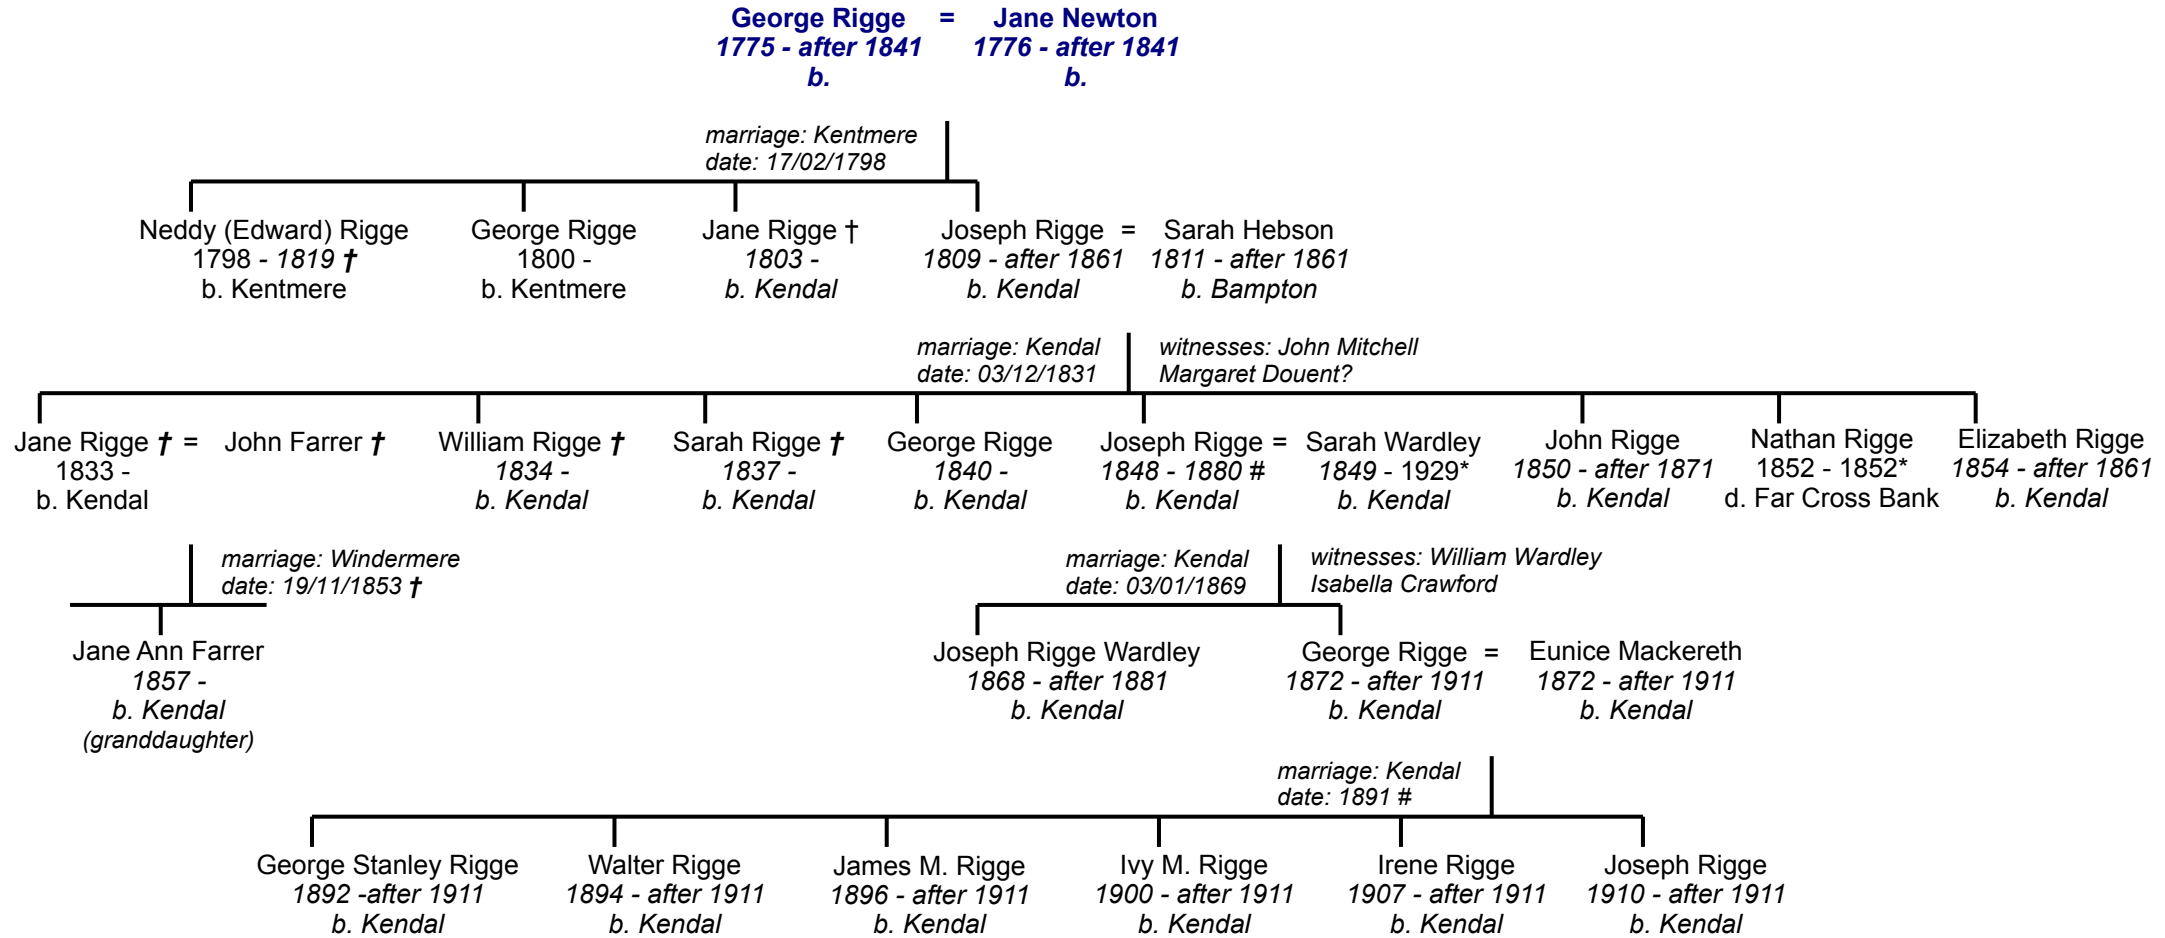 George Rigge = Jane Newton
1775 - after 1841 1776 - after 1841
b. b.
marriage: Kentmere
date: 17/02/1798
Neddy (Edward) Rigge George Rigge Jane Rigge † Joseph Rigge = Sarah Hebson
1798 - 1819 † 1800 - 1803 - 1809 - after 1861 1811 - after 1861
b. Kentmere b. Kentmere b. Kendal b. Kendal b. Bampton
marriage: Kendal witnesses: John Mitchell
date: 03/12/1831 Margaret Douent?
Jane Rigge † = John Farrer † William Rigge † Sarah Rigge † George Rigge Joseph Rigge = Sarah Wardley John Rigge Nathan Rigge Elizabeth Rigge
1833 - 1834 - 1837 - 1840 - 1848 - 1880 # 1849 - 1929* 1850 - after 1871 1852 - 1852* 1854 - after 1861
b. Kendal b. Kendal b. Kendal b. Kendal b. Kendal b. Kendal b. Kendal d. Far Cross Bank b. Kendal
marriage: Windermere marriage: Kendal witnesses: William Wardley
date: 19/11/1853 † date: 03/01/1869 Isabella Crawford
Jane Ann Farrer Joseph Rigge Wardley George Rigge = Eunice Mackereth
1857 - 1868 - after 1881 1872 - after 1911 1872 - after 1911
b. Kendal b. Kendal b. Kendal b. Kendal
(granddaughter)
marriage: Kendal
date: 1891 #
George Stanley Rigge Walter Rigge James M. Rigge Ivy M. Rigge Irene Rigge Joseph Rigge
1892 -after 1911 1894 - after 1911 1896 - after 1911 1900 - after 1911 1907 - after 1911 1910 - after 1911
b. Kendal b. Kendal b. Kendal b. Kendal b. Kendal b. Kendal